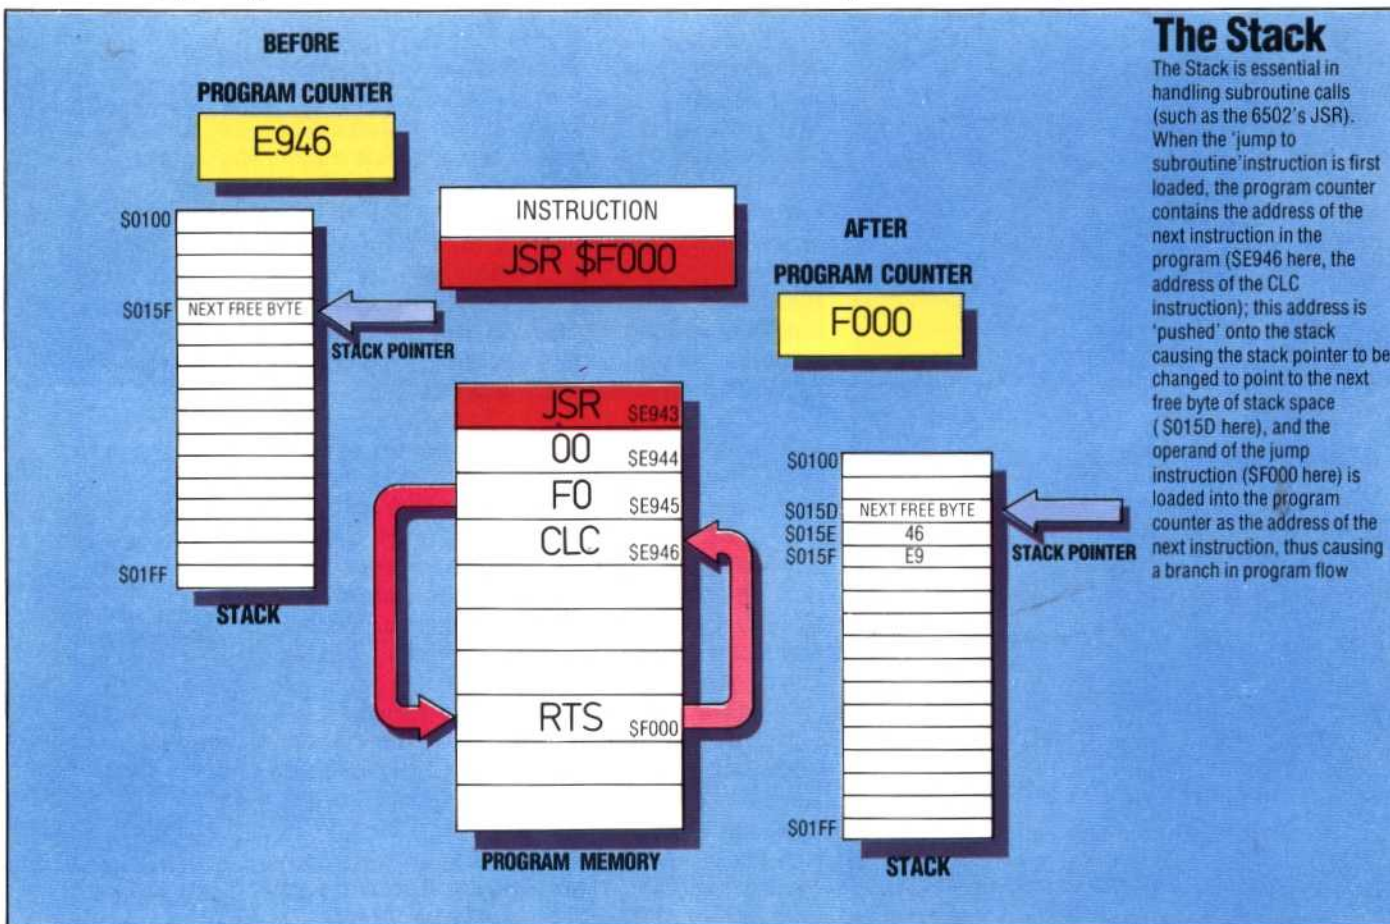 BEFORE
PROGRAM COUNTER
E946
$0100
$015F
NEXT FREE BYTE
STACK POINTER
$01FF
STACK
INSTRUCTION
JSR $F000
JSR $E943
00 $E944
F0 $E945
CLC $E946
RTS $F000
PROGRAM MEMORY
AFTER
PROGRAM COUNTER
F000
$0100
$015D NEXT FREE BYTE
$015E 46
$015F E9
STACK POINTER
$01FF
STACK
The Stack
The Stack is essential in
handling subroutine calls
(such as the 6502's JSR).
When the 'jump to
subroutine'instruction is first
loaded, the program counter
contains the address of the
next instruction in the
program ($E946 here, the
address of the CLC
instruction); this address is
'pushed' onto the stack
causing the stack pointer to be
changed to point to the next
free byte of stack space
( $015D here), and the
operand of the jump
instruction ($F000 here) is
loaded into the program
counter as the address of the
next instruction, thus causing
a branch in program flow